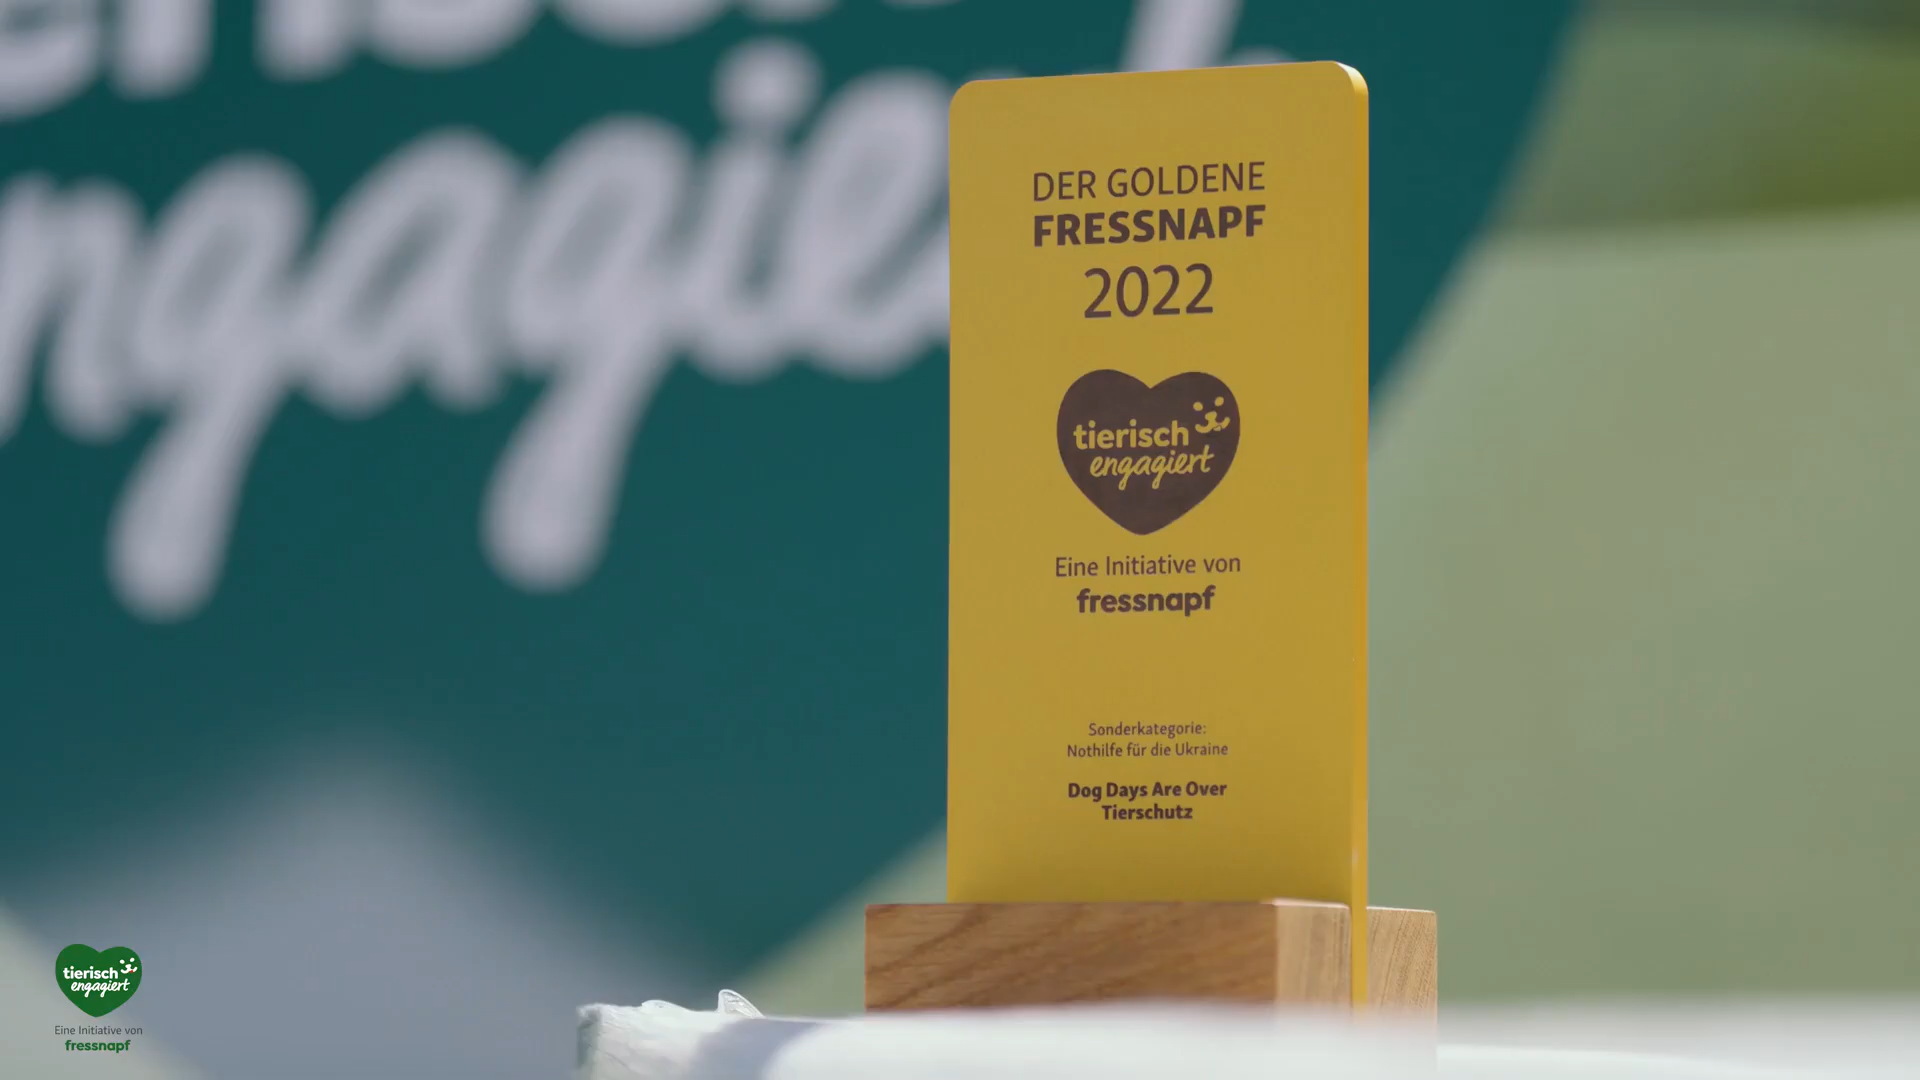 engagiert
DER GOLDENE
FRESSNAPF
2022
tierisch
engagiert
Eine Initiative von
fressnapf
Sonderkategorie:
Nothilfe für die Ukraine
Dog Days Are Over
Tierschutz
tierisch
engagiert
Eine Initiative von
fressnapf